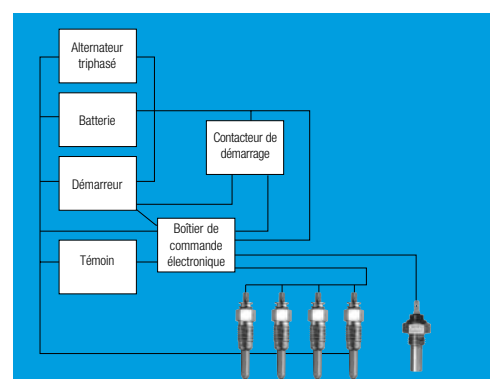 Alternateur
triphasé
Batterie
Contacteur de
démarrage
Démarreur
Boîtier de
commande
électronique
Témoin